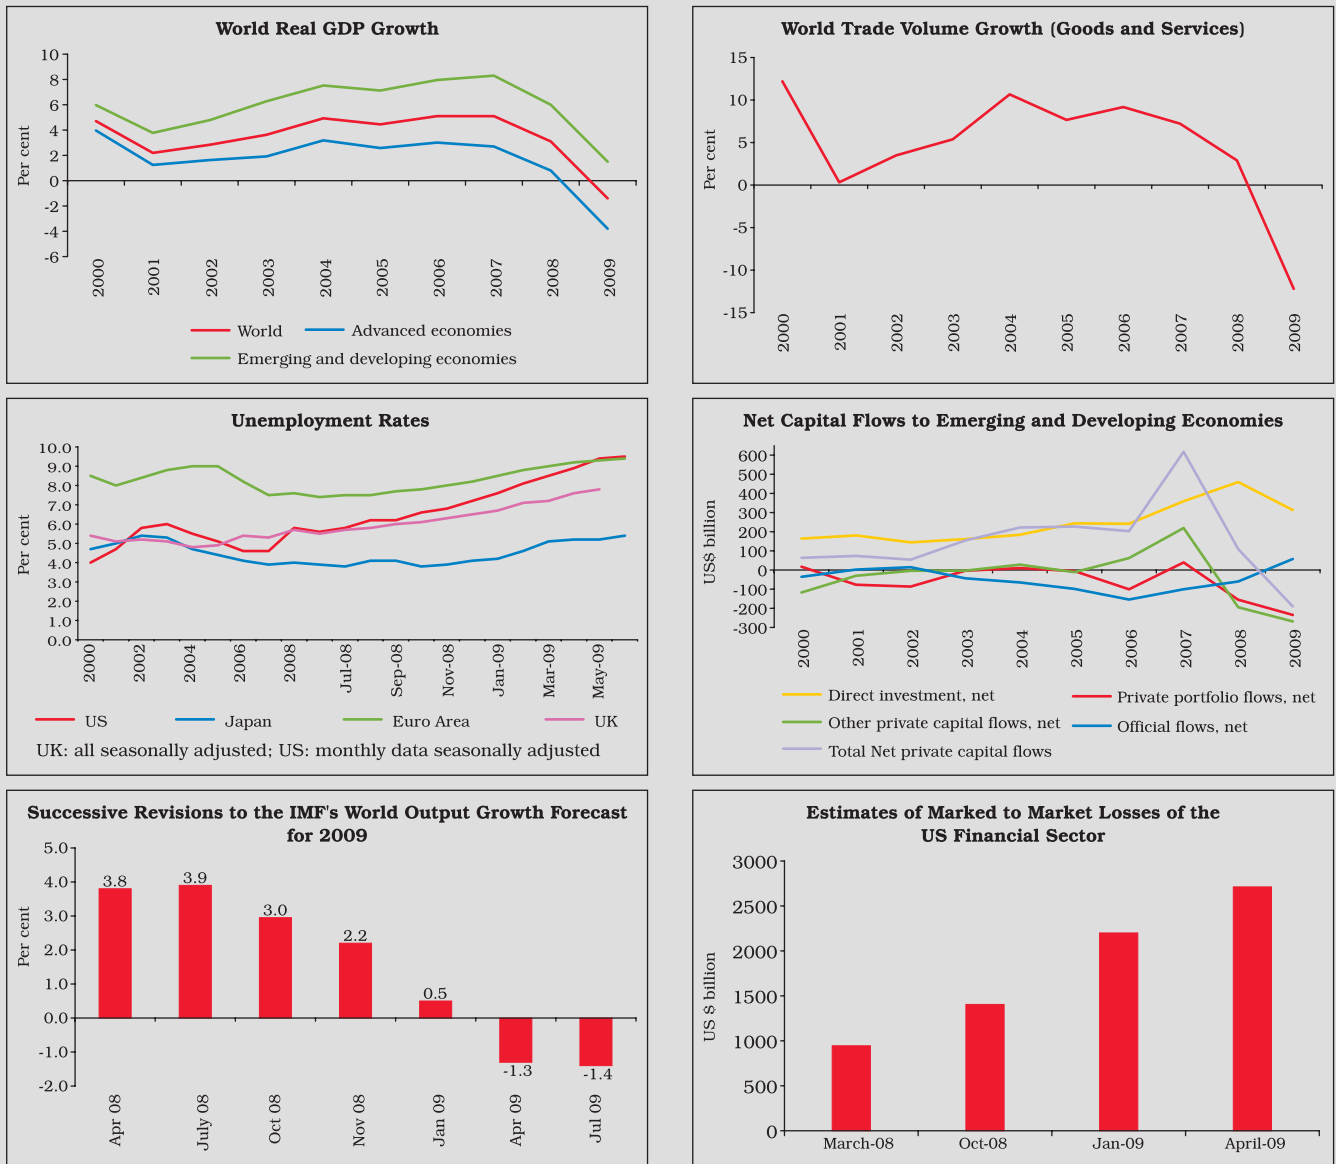 World Real GDP Growth
10
8
6
4
2
0
-2
-4
-6
Per cent
2000
2001
2002
2003
2004
2005
2006
2007
2008
2009
World
Advanced economies
Emerging and developing economies
World Trade Volume Growth (Goods and Services)
15
10
5
0
-5
-10
-15
Per cent
2000
2001
2002
2003
2004
2005
2006
2007
2008
2009
Unemployment Rates
10.0
9.0
8.0
7.0
6.0
5.0
4.0
3.0
2.0
1.0
0.0
Per cent
2000
2002
2004
2006
2008
Jul-08
Sep-08
Nov-08
Jan-09
Mar-09
May-09
US
Japan
Euro Area
UK
UK: all seasonally adjusted; US: monthly data seasonally adjusted
Net Capital Flows to Emerging and Developing Economies
600
500
400
300
200
100
0
-100
-200
-300
US$ billion
2000
2001
2002
2003
2004
2005
2006
2007
2008
2009
Direct investment, net
Private portfolio flows, net
Other private capital flows, net
Official flows, net
Total Net private capital flows
Successive Revisions to the IMF's World Output Growth Forecast
for 2009
5.0
4.0
3.0
2.0
1.0
0.0
-1.0
-2.0
Per cent
3.8
3.9
3.0
2.2
0.5
-1.3
-1.4
Apr 08
July 08
Oct 08
Nov 08
Jan 09
Apr 09
Jul 09
Estimates of Marked to Market Losses of the
US Financial Sector
3000
2500
2000
1500
1000
500
0
US $ billion
March-08
Oct-08
Jan-09
April-09